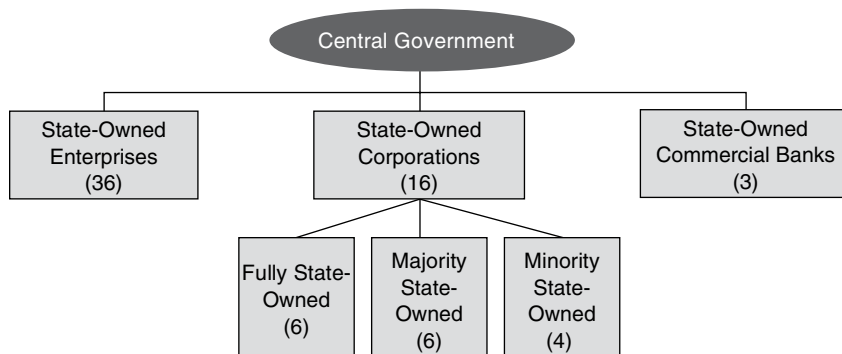 Central Government
State-Owned
Enterprises
(36)
State-Owned
Corporations
(16)
State-Owned
Commercial Banks
(3)
Fully State-
Owned
(6)
Majority
State-
Owned
(6)
Minority
State-
Owned
(4)